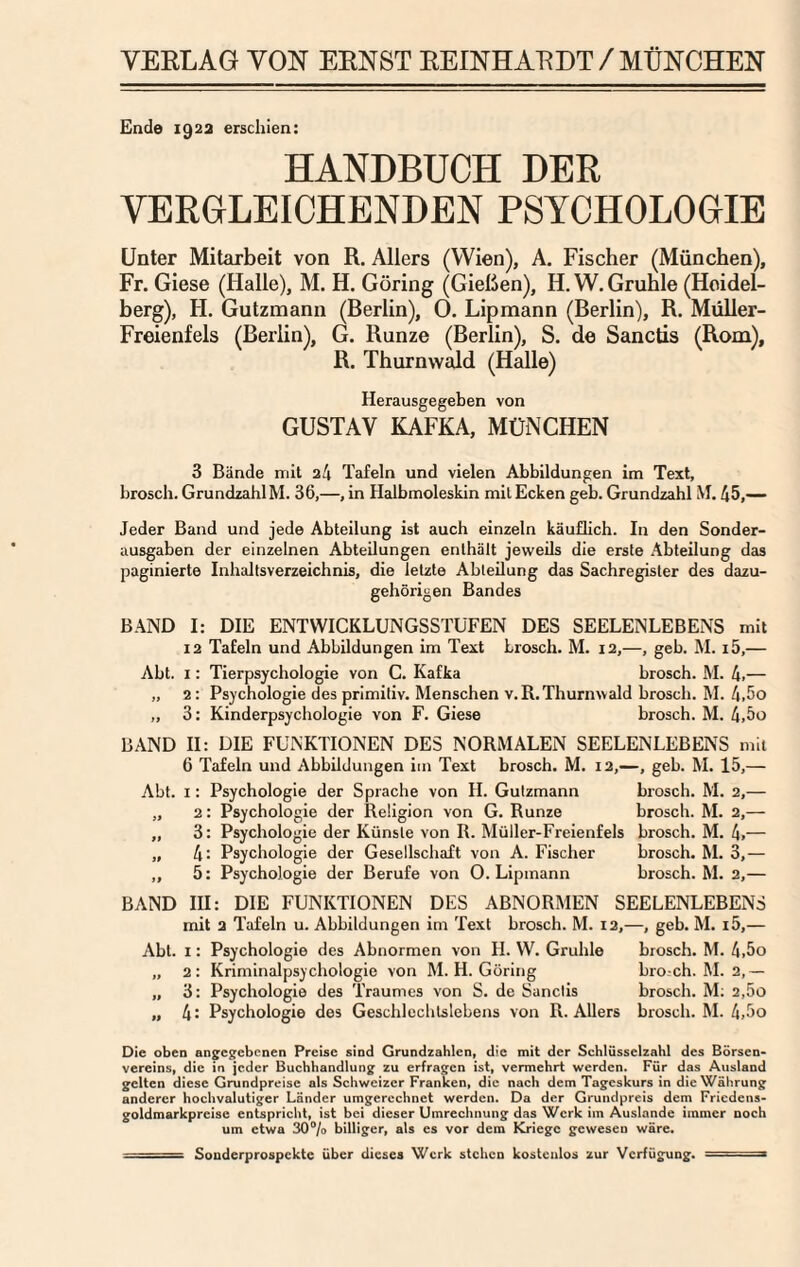 VERLAG VON ERNST REINHARDT / MÜNCHEN
Ende 1922 erschien:
HANDBUCH DER
VERGLEICHENDEN PSYCHOLOGIE
Unter Mitarbeit von R. Allers (Wien), A. Fischer (München),
Fr. Giese (Halle), M. H. Göring (Gießen), H. W. Gruhle (Heidel-
berg), H. Gutzmann (Berlin), O. Lipmann (Berlin), R. Müller-
Freienfels (Berlin), G. Runze (Berlin), S. de Sanctis (Rom),
R. Thurnwald (Halle)
Herausgegeben von
GUSTAV KAFKA, MÜNCHEN
3 Bände mit 24 Tafeln und vielen Abbildungen im Text,
brosch. Grundzahl M. 36,—, in Halbmoleskin mit Ecken geb. Grundzahl M. 45,—
Jeder Band und jede Abteilung ist auch einzeln käuflich. In den Sonder-
ausgaben der einzelnen Abteilungen enthält jeweils die erste Abteilung das
paginierte Inhaltsverzeichnis, die letzte Abteilung das Sachregister des dazu-
gehörigen Bandes
BAND I: DIE ENTWICKLUNGSSTUFEN DES SEELENLEBENS mit
12 Tafeln und Abbildungen im Text brosch. M. 12,—, geb. M. 15,—
Abt. 1: Tierpsychologie von C. Kafka brosch. M. 4,—
„ 2: Psychologie des primitiv. Menschen v. R. Thurnwald brosch. M. 4,50
„ 3: Kinderpsychologie von F. Giese brosch. M. 4,50
BAND II: DIE FUNKTIONEN DES NORMALEN SEELENLEBENS mit
6 Tafeln und Abbildungen im Text brosch. M. 12,—, geb. M. 15,—
Abt. 1: Psychologie der Sprache von H. Gutzmann brosch. M. 2,—
„ 2: Psychologie der Religion von G. Runze brosch. M. 2,—
„ 3: Psychologie der Künste von R. Müller-Freienfels brosch. M. 4,—
„ 4: Psychologie der Gesellschaft von A. Fischer brosch. M. 3,—
„ 5: Psychologie der Berufe von O. Lipmann brosch. M. 2,—
BAND III: DIE FUNKTIONEN DES ABNORMEN SEELENLEBENS
mit 2 Tafeln u. Abbildungen im Text brosch. M. 12,—, geb. M. 15,—
Abt. 1: Psychologie des Abnormen von H. W. Gruhle brosch. M. 4,50
„ 2: Kriminalpsychologie von M. H. Göring brosch. M. 2,—
„ 3: Psychologie des Traumes von S. de Sanctis brosch. M: 2,50
„ 4: Psychologie des Geschlechtslebens von R. Allers brosch. M. 4,50
Die oben angegebenen Preise sind Grundzahlen, die mit der Schlüsselzahl des Börsen-
vereins, die in jeder Buchhandlung zu erfragen ist, vermehrt werden. Für das Ausland
gelten diese Grundpreise als Schweizer Franken, die nach dem Tageskurs in die Währung
anderer hochvalutiger Länder umgerechnet werden. Da der Grundpreis dem Friedens-
goldmarkpreise entspricht, ist bei dieser Umrechnung das Werk im Auslande immer noch
um etwa 30% billiger, als es vor dem Kriege gewesen wäre.
Sonderprospekte über dieses Werk stehen kostenlos zur Verfügung.